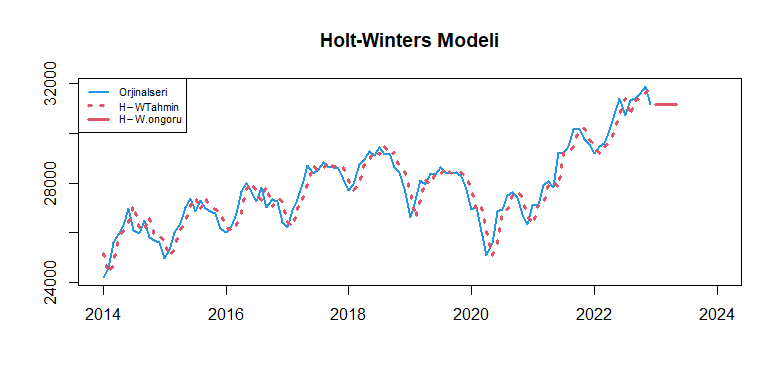 Holt-Winters Modeli
Orjinalseri
H-WTahmin
H-W.ongoru
32000
28000
24000
2014 2016 2018 2020 2022 2024